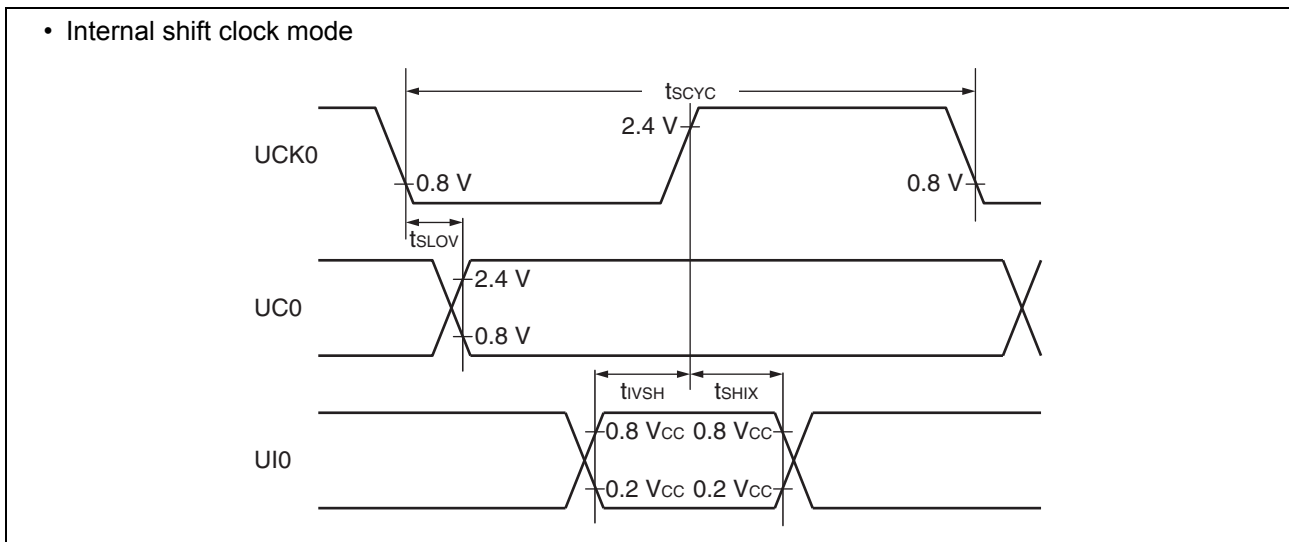 • Internal shift clock mode
tSCYC
2.4 V
UCK0
0.8 V
0.8 V
tSLOV
2.4 V
UC0
0.8 V
tIVSH
tSHIX
0.8 VCC 0.8 VCC
UI0
0.2 VCC 0.2 VCC